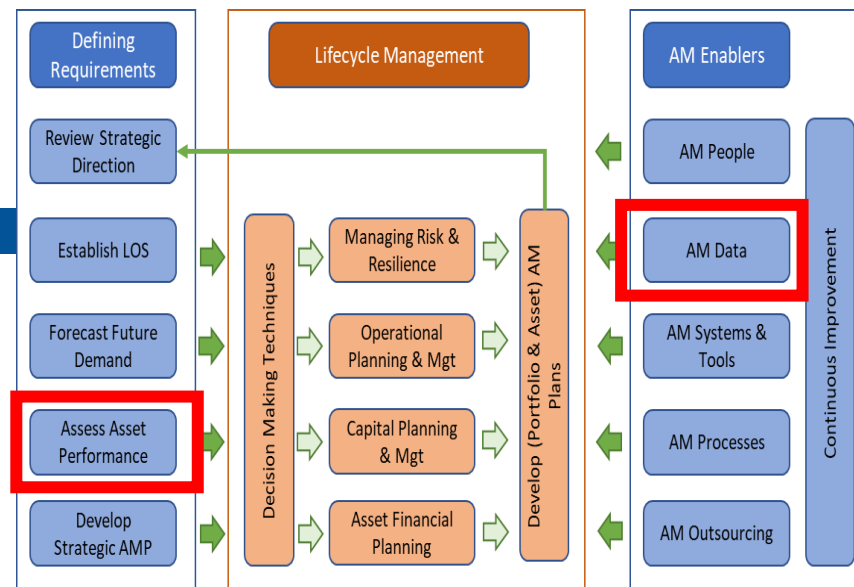 Defining
Requirements
Review Strategic
Direction
Establish LOS
Forecast Future
Demand
Assess Asset
Performance
Develop
Strategic AMP
Lifecycle Management
Decision Making Techniques
Managing Risk &
Resilience
Operational
Planning & Mgt
Capital Planning
& Mgt
Asset Financial
Planning
Develop (Portfolio & Asset) AM
Plans
AM Enablers
AM People
AM Data
AM Systems &
Tools
AM Processes
AM Outsourcing
Continuous Improvement